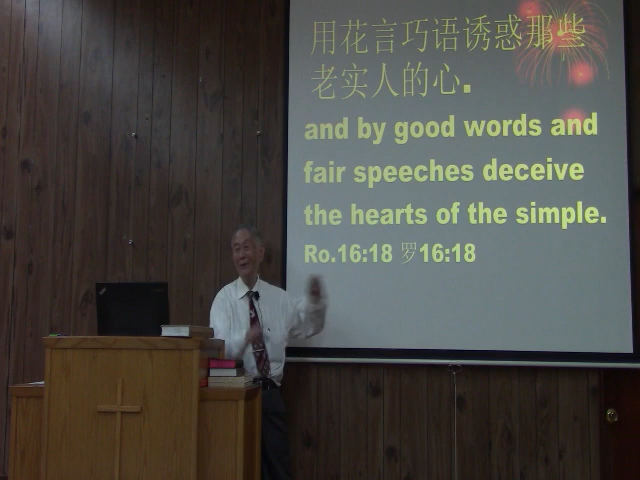 用花言巧语诱惑那些
老实人的心.
and by good words and
fair speeches deceive
the hearts of the simple.
Ro.16:18 罗16:18